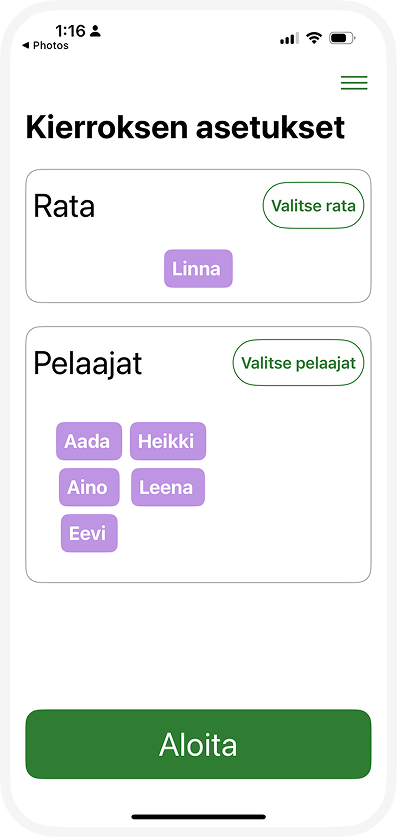 1:16
◀ Photos
Kierroksen asetukset
Rata
Valitse rata
Linna
Pelaajat
Valitse pelaajat
Aada Heikki
Aino Leena
Eevi
Aloita